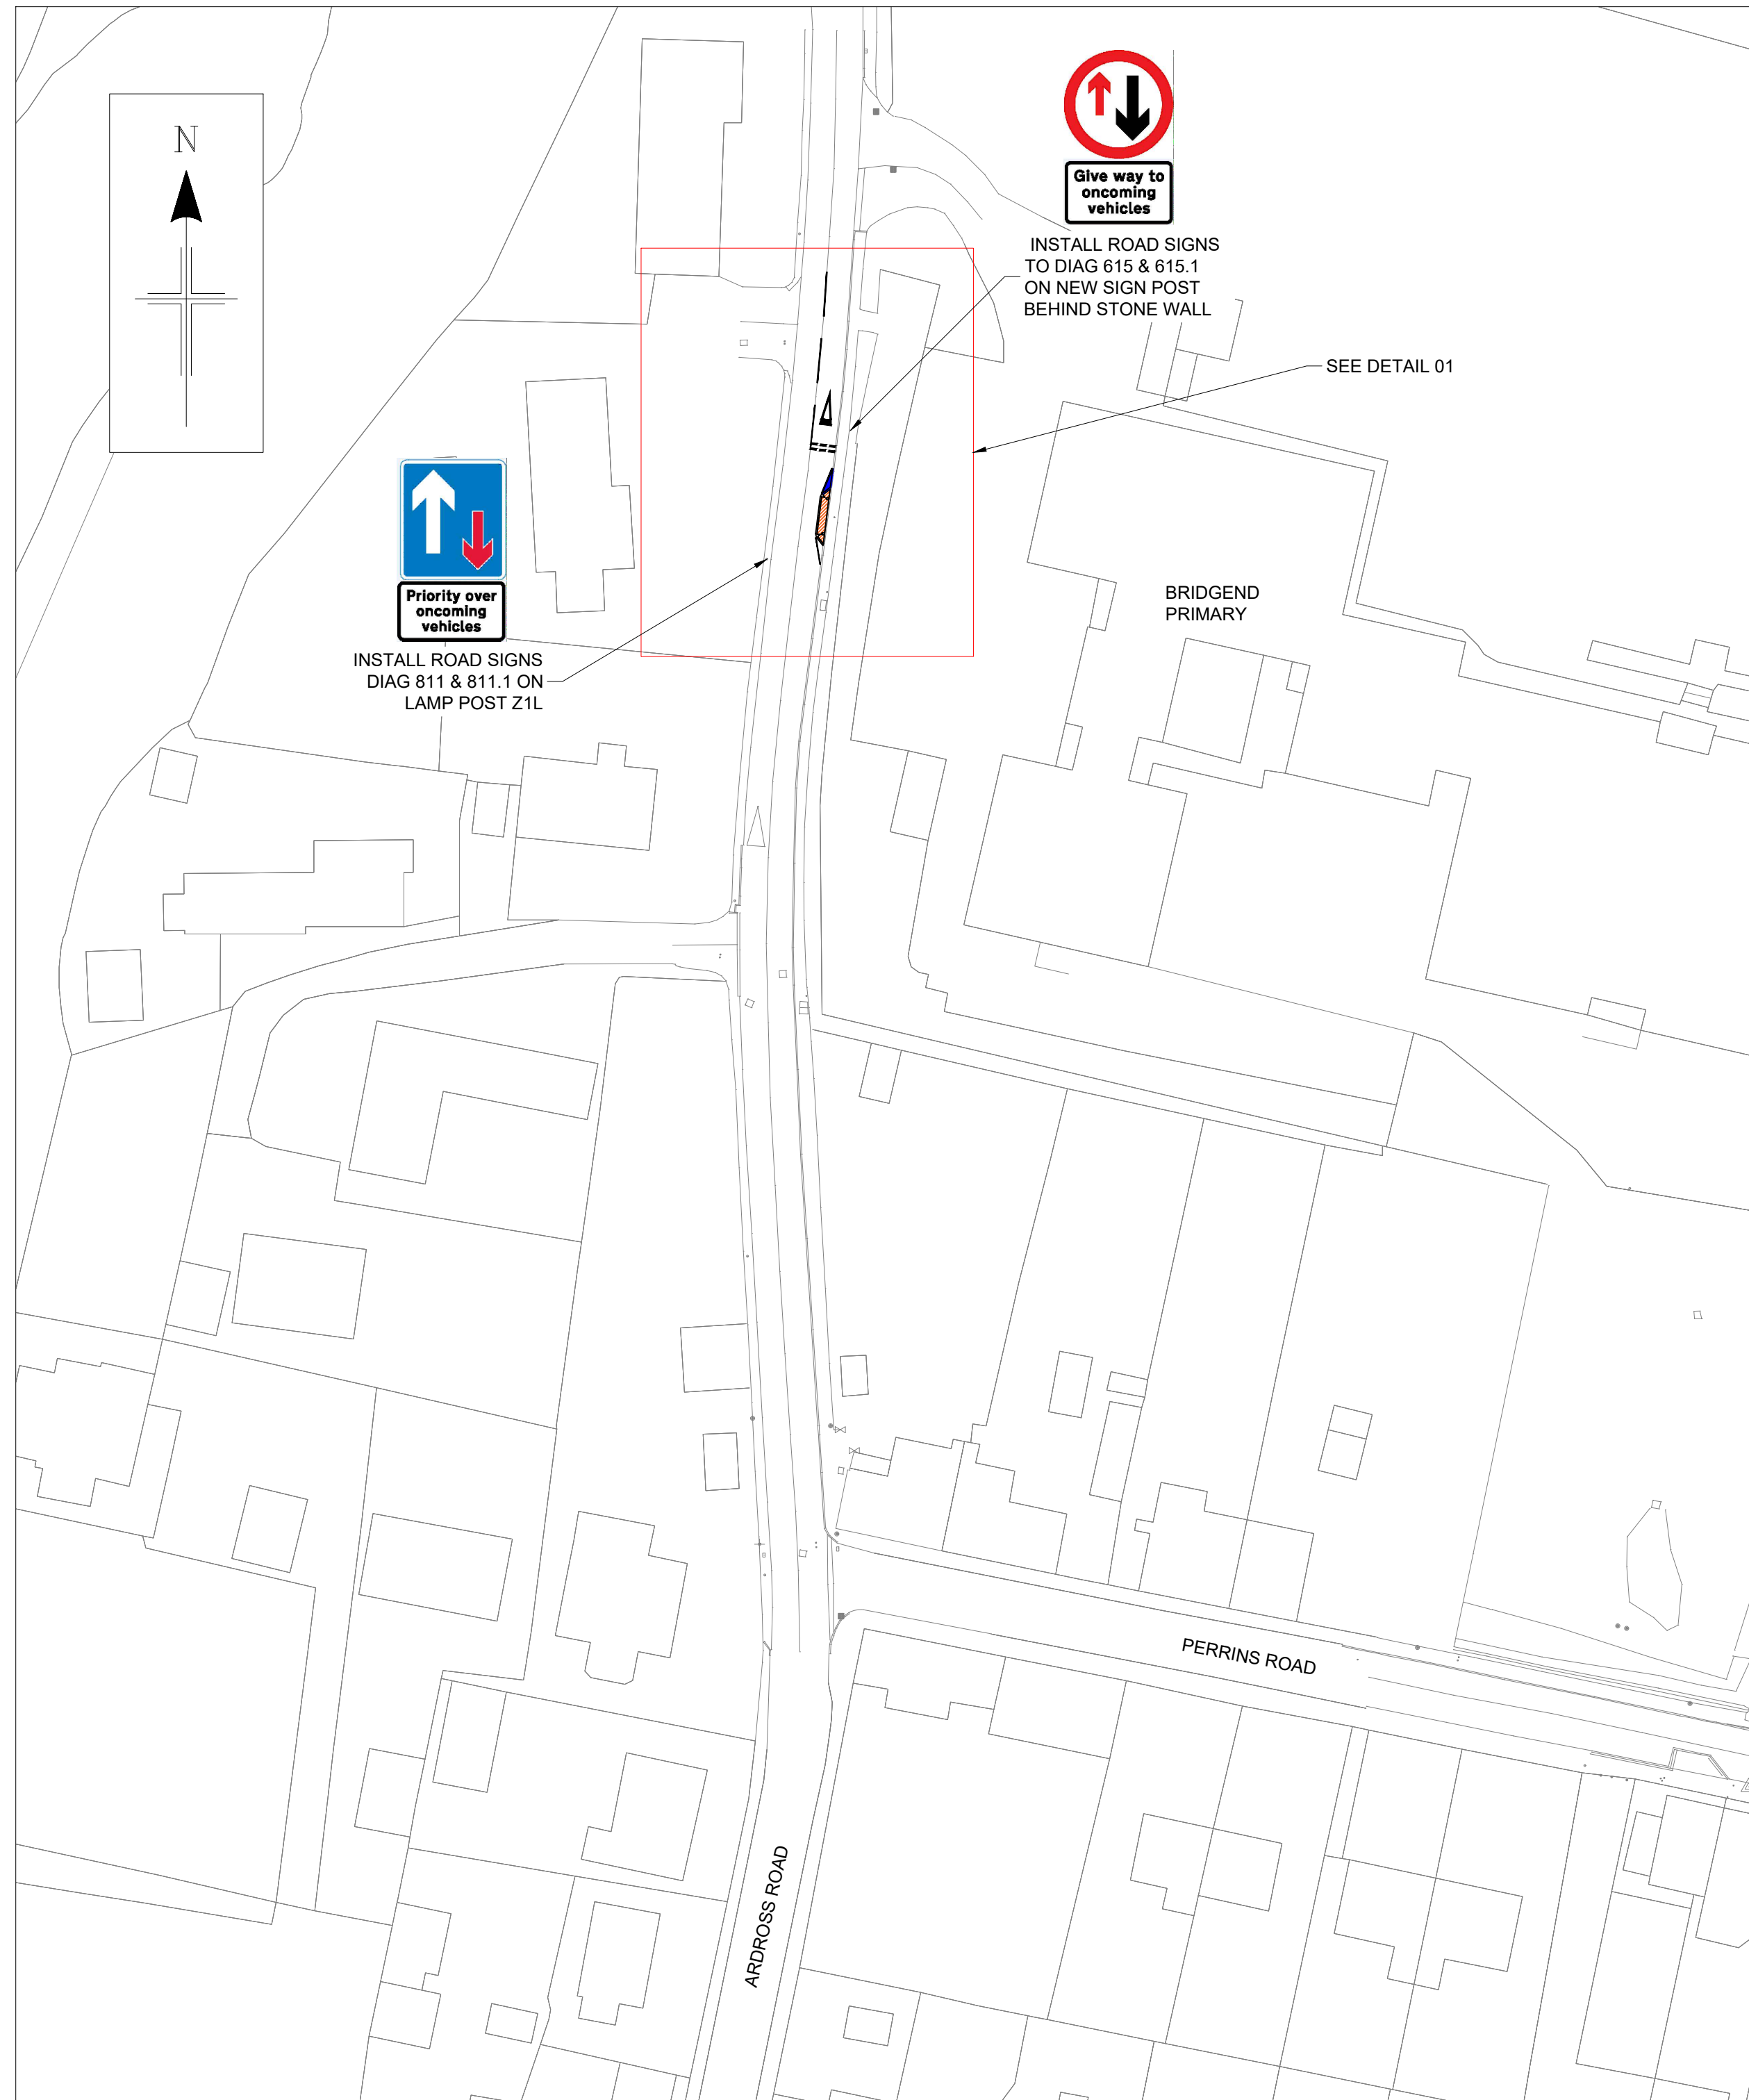 N
Give way to
oncoming
vehicles
INSTALL ROAD SIGNS
TO DIAG 615 & 615.1
ON NEW SIGN POST
BEHIND STONE WALL
SEE DETAIL 01
Priority over
oncoming
vehicles
INSTALL ROAD SIGNS
DIAG 811 & 811.1 ON
LAMP POST Z1L
BRIDGEND
PRIMARY
PERRINS ROAD
ARDROSS ROAD